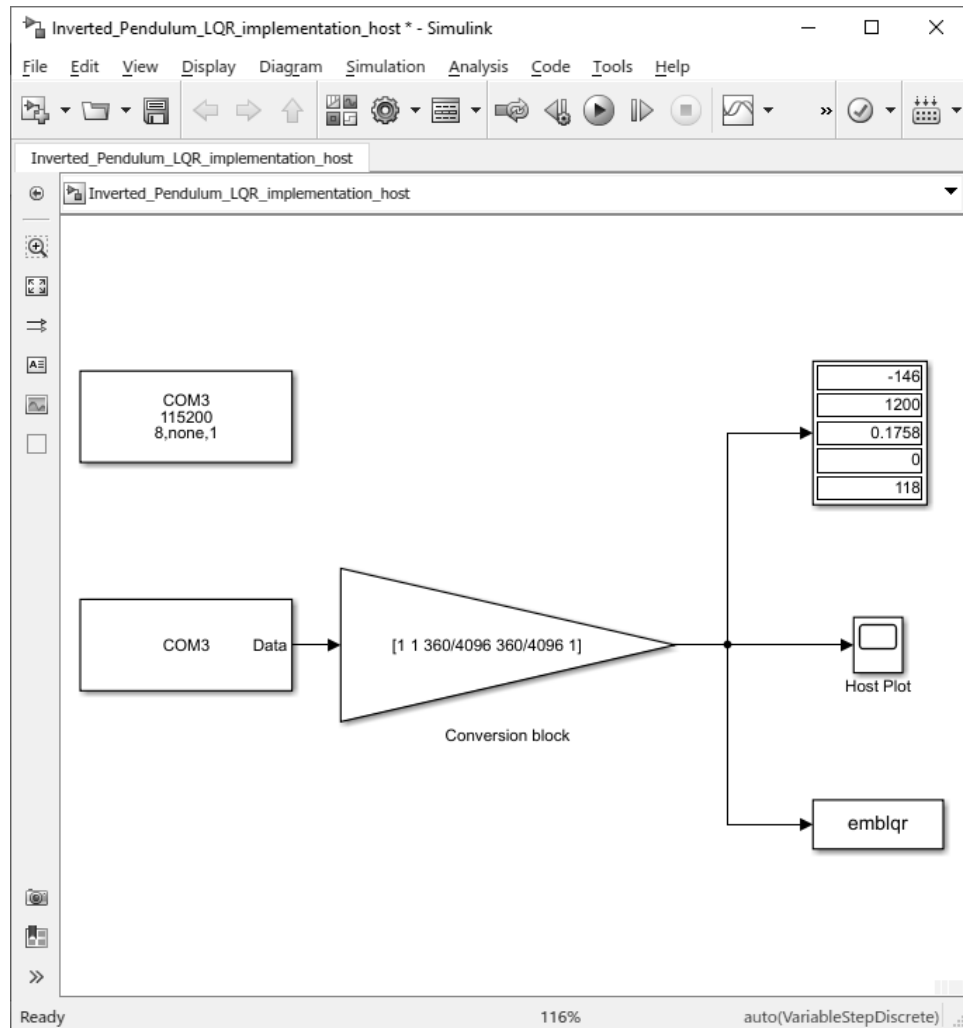 Inverted_Pendulum_LQR_implementation_host * - Simulink
File Edit View Display Diagram Simulation Analysis Code Tools Help
Inverted_Pendulum_LQR_implementation_host
Inverted_Pendulum_LQR_implementation_host
COM3
115200
8,none,1
-146
1200
0.1758
0
118
COM3 Data
[1 1 360/4096 360/4096 1]
Conversion block
Host Plot
emblqr
Ready 116% auto(VariableStepDiscrete)